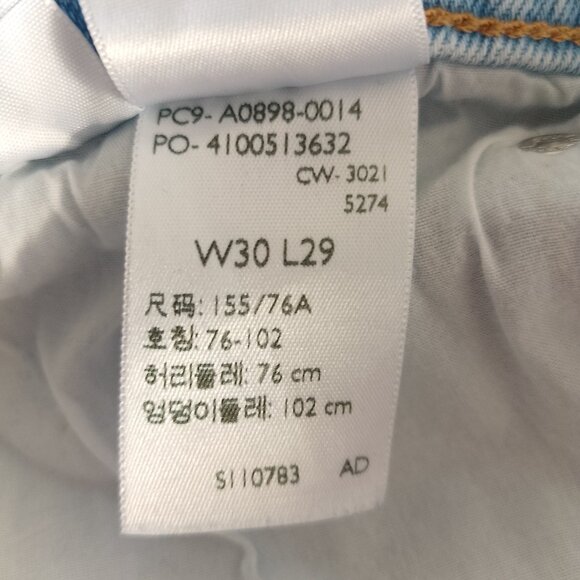 PC9- A0898-0014
PO- 4100513632
CW- 3021
5274
W30 L29
尺码: 155/76A
호칭: 76-102
허리둘레: 76 cm
엉덩이둘레: 102 cm
S110783 AD